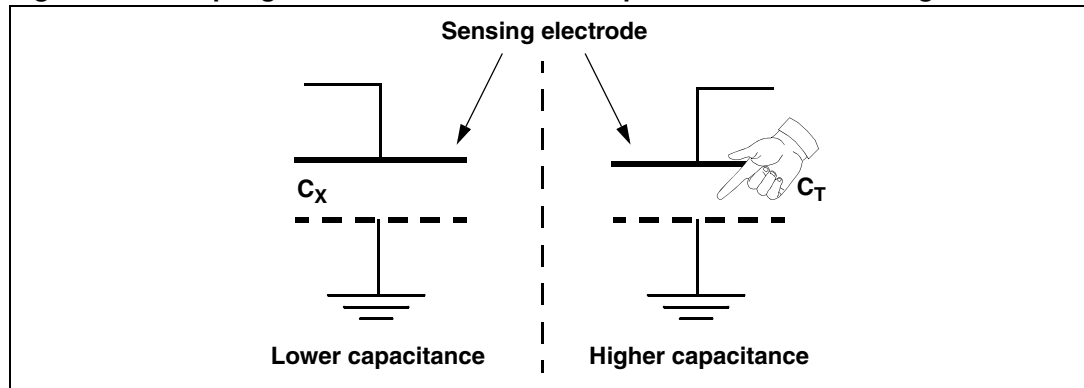 Sensing electrode
CX
CT
Lower capacitance
Higher capacitance